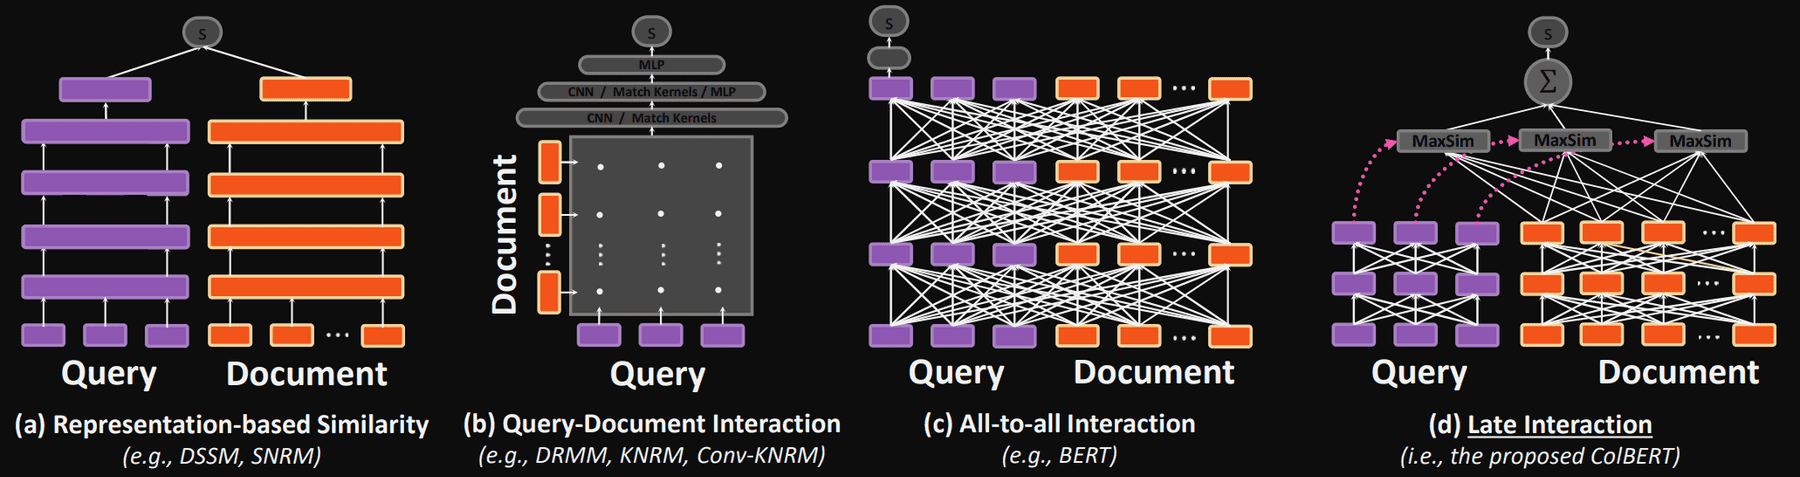 s
Query
Document
(a) Representation-based Similarity
(e.g., DSSM, SNRM)
s
MLP
CNN / Match Kernels / MLP
CNN / Match Kernels
Document
Query
(b) Query-Document Interaction
(e.g., DRMM, KNRM, Conv-KNRM)
s
Query
Document
(c) All-to-all Interaction
(e.g., BERT)
s
Σ
MaxSim MaxSim MaxSim
Query
Document
(d) Late Interaction
(i.e., the proposed ColBERT)